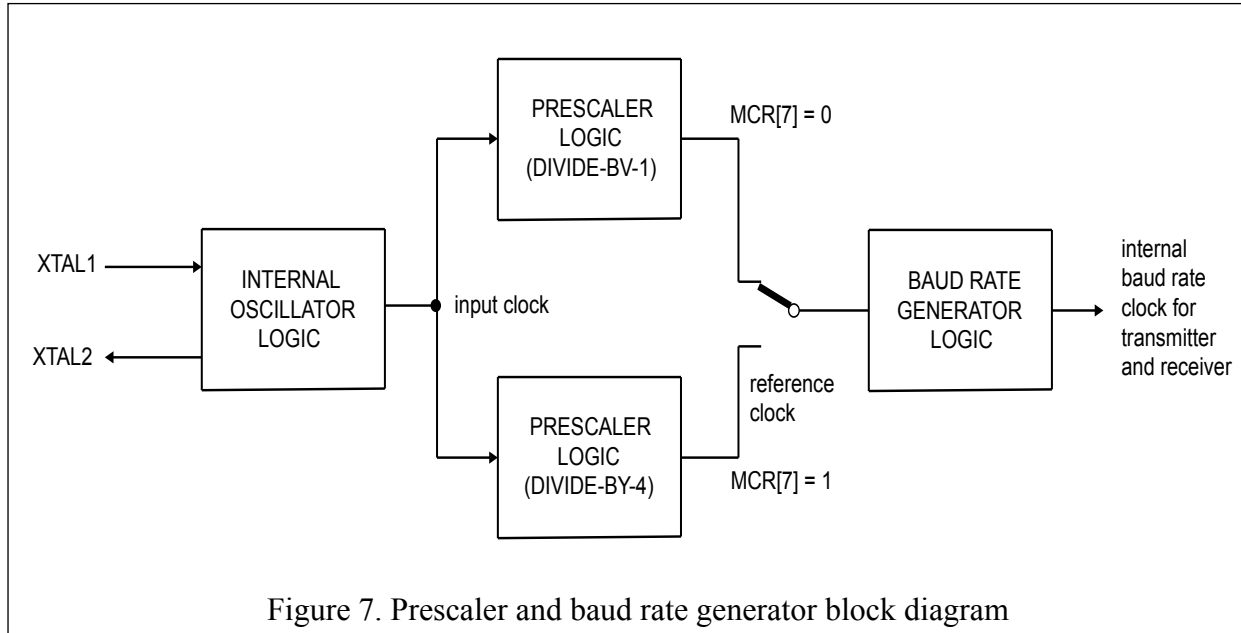 XTAL1
XTAL2
INTERNAL
OSCILLATOR
LOGIC
input clock
PRESCALER
LOGIC
(DIVIDE-BV-1)
MCR[7] = 0
PRESCALER
LOGIC
(DIVIDE-BY-4)
reference
clock
MCR[7] = 1
BAUD RATE
GENERATOR
LOGIC
internal
baud rate
clock for
transmitter
and receiver
Figure 7. Prescaler and baud rate generator block diagram